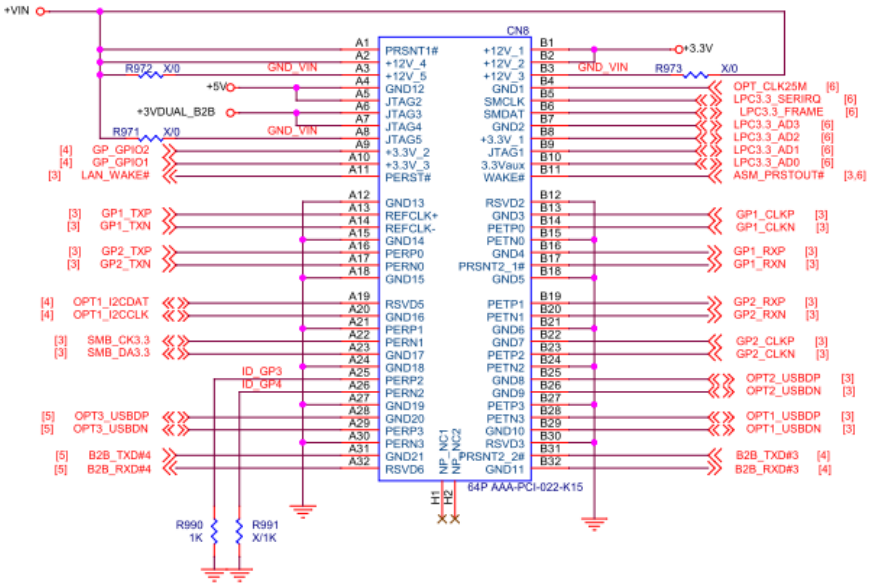 +VIN
CN8
A1 PRSNT1# +12V_1 B1 +3.3V
A2 +12V_4 +12V_2 B2
R972 X/0 GND_VIN A3 +12V_5 +12V_3 B3 GND_VIN R973 X/0
+5V A4 GND12 GND1 B4 OPT_CLK25M [6]
A5 JTAG2 SMCLK B5 LPC3.3_SERIRQ [6]
+3VDUAL_B2B A6 JTAG3 SMDAT B6 LPC3.3_FRAME [6]
A7 JTAG4 GND2 B7 LPC3.3_AD3 [6]
R971 X/0 GND_VIN A8 JTAG5 +3.3V_1 B8 LPC3.3_AD2 [6]
[4] GP_GPIO2 A9 +3.3V_2 JTAG1 B9 LPC3.3_AD1 [6]
[4] GP_GPIO1 A10 +3.3V_3 3.3Vaux B10 LPC3.3_AD0 [6]
[3] LAN_WAKE# A11 PERST# WAKE# B11 ASM_PRSTOUT# [3,6]
A12 GND13 RSVD2 B12
[3] GP1_TXP A13 REFCLK+ GND3 B13 GP1_CLKP [3]
[3] GP1_TXN A14 REFCLK- PETP0 B14 GP1_CLKN [3]
A15 GND14 PETN0 B15
[3] GP2_TXP A16 PERP0 GND4 B16 GP1_RXP [3]
[3] GP2_TXN A17 PERN0 PRSNT2_1# B17 GP1_RXN [3]
A18 GND15 GND5 B18
[4] OPT1_I2CDAT A19 RSVD5 PETP1 B19 GP2_RXP [3]
[4] OPT1_I2CCLK A20 GND16 PETN1 B20 GP2_RXN [3]
A21 PERP1 GND6 B21
[3] SMB_CK3.3 A22 PERN1 GND7 B22 GP2_CLKP [3]
[3] SMB_DA3.3 A23 GND17 PETP2 B23 GP2_CLKN [3]
A24 GND18 PETN2 B24
ID_GP3 A25 PERP2 GND8 B25 OPT2_USBDP [3]
ID_GP4 A26 PERN2 GND9 B26 OPT2_USBDN [3]
A27 GND19 PETP3 B27
[5] OPT3_USBDP A28 GND20 PETN3 B28 OPT1_USBDP [3]
[5] OPT3_USBDN A29 PERP3 GND10 B29 OPT1_USBDN [3]
A30 PERN3 RSVD3 B30
[5] B2B_TXD#4 A31 GND21 PRSNT2_2# B31 B2B_TXD#3 [4]
[5] B2B_RXD#4 A32 RSVD6 GND11 B32 B2B_RXD#3 [4]
NP_NC1
NP_NC2
64P AAA-PCI-022-K15
H1
H2
R990
1K
R991
X/1K